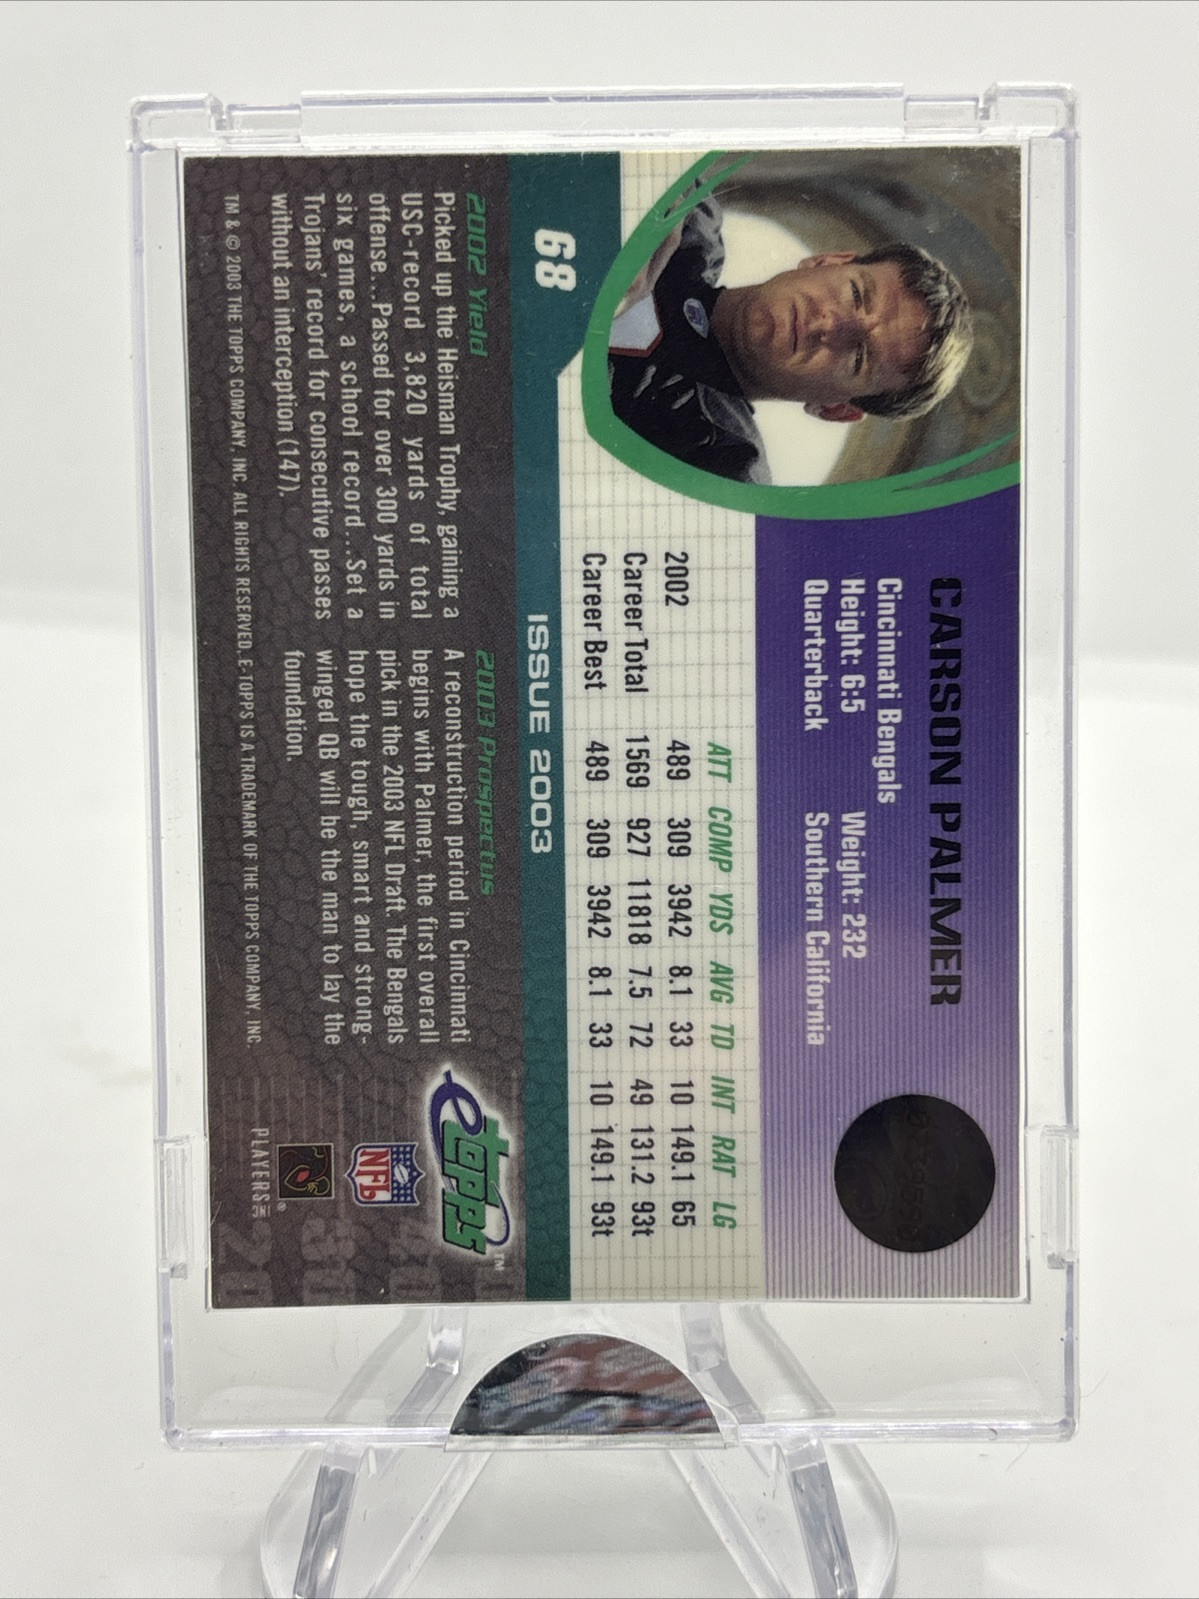 CARSON PALMER
Cincinnati Bengals
Height: 6:5 Weight: 232
Quarterback Southern California
ATT COMP YDS AVG TD INT RAT LG
2002 489 309 3942 8.1 33 10 149.1 65
Career Total 1569 927 11818 7.5 72 49 131.2 93t
Career Best 489 309 3942 8.1 33 10 149.1 93t
68
ISSUE 2003
2002 Yield
Picked up the Heisman Trophy, gaining a
USC-record 3,820 yards of total
offense...Passed for over 300 yards in
six games, a school record...Set a
Trojans' record for consecutive passes
without an interception (147).
2003 Prospectus
A reconstruction period in Cincinnati
begins with Palmer, the first overall
pick in the 2003 NFL Draft. The Bengals
hope the tough, smart and strong-
winged QB will be the man to lay the
foundation.
etopps™
NFL
PLAYERS INC®
TM & © 2003 THE TOPPS COMPANY, INC. ALL RIGHTS RESERVED. E-TOPPS IS A TRADEMARK OF THE TOPPS COMPANY, INC.